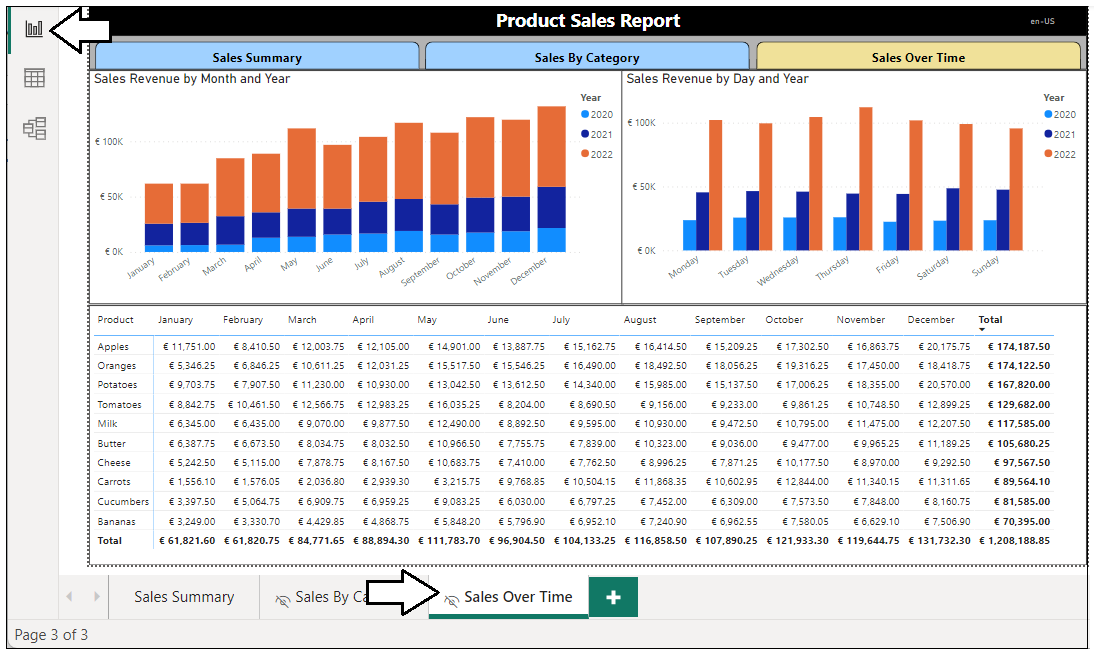 Product Sales Report
en-US
Sales Summary
Sales By Category
Sales Over Time
Sales Revenue by Month and Year
€ 100K
€ 50K
€ 0K
January
February
March
April
May
June
July
August
September
October
November
December
Year
2020
2021
2022
Sales Revenue by Day and Year
€ 100K
€ 50K
€ 0K
Monday
Tuesday
Wednesday
Thursday
Friday
Saturday
Sunday
Year
2020
2021
2022
Product January February March April May June July August September October November December Total
Apples € 11,751.00 € 8,410.50 € 12,003.75 € 12,105.00 € 14,901.00 € 13,887.75 € 15,162.75 € 16,414.50 € 15,209.25 € 17,302.50 € 16,863.75 € 20,175.75 € 174,187.50
Oranges € 5,346.25 € 6,846.25 € 10,611.25 € 12,031.25 € 15,517.50 € 15,546.25 € 16,490.00 € 18,492.50 € 18,056.25 € 19,316.25 € 17,450.00 € 18,418.75 € 174,122.50
Potatoes € 9,703.75 € 7,907.50 € 11,230.00 € 10,930.00 € 13,042.50 € 13,612.50 € 14,340.00 € 15,985.00 € 15,137.50 € 17,006.25 € 18,355.00 € 20,570.00 € 167,820.00
Tomatoes € 8,842.75 € 10,461.50 € 12,566.75 € 12,983.25 € 16,035.25 € 8,204.00 € 8,690.50 € 9,156.00 € 9,233.00 € 9,861.25 € 10,748.50 € 12,899.25 € 129,682.00
Milk € 6,345.00 € 6,435.00 € 9,070.00 € 9,877.50 € 12,490.00 € 8,892.50 € 9,595.00 € 10,930.00 € 9,472.50 € 10,795.00 € 11,475.00 € 12,207.50 € 117,585.00
Butter € 6,387.75 € 6,673.50 € 8,034.75 € 8,032.50 € 10,966.50 € 7,755.75 € 7,839.00 € 10,323.00 € 9,036.00 € 9,477.00 € 9,965.25 € 11,189.25 € 105,680.25
Cheese € 5,242.50 € 5,115.00 € 7,878.75 € 8,167.50 € 10,683.75 € 7,410.00 € 7,762.50 € 8,996.25 € 7,871.25 € 10,177.50 € 8,970.00 € 9,292.50 € 97,567.50
Carrots € 1,556.10 € 1,576.05 € 2,036.80 € 2,939.30 € 3,215.75 € 9,768.85 € 10,504.15 € 11,868.35 € 10,602.95 € 12,844.00 € 11,340.15 € 11,311.65 € 89,564.10
Cucumbers € 3,397.50 € 5,064.75 € 6,909.75 € 6,959.25 € 9,083.25 € 6,030.00 € 6,797.25 € 7,452.00 € 6,309.00 € 7,573.50 € 7,848.00 € 8,160.75 € 81,585.00
Bananas € 3,249.00 € 3,330.70 € 4,429.85 € 4,868.75 € 5,848.20 € 5,796.90 € 6,952.10 € 7,240.90 € 6,962.55 € 7,580.05 € 6,629.10 € 7,506.90 € 70,395.00
Total € 61,821.60 € 61,820.75 € 84,771.65 € 88,894.30 € 111,783.70 € 96,904.50 € 104,133.25 € 116,858.50 € 107,890.25 € 121,933.30 € 119,644.75 € 131,732.30 € 1,208,188.85
Sales Summary
Sales By
Sales Over Time
Page 3 of 3